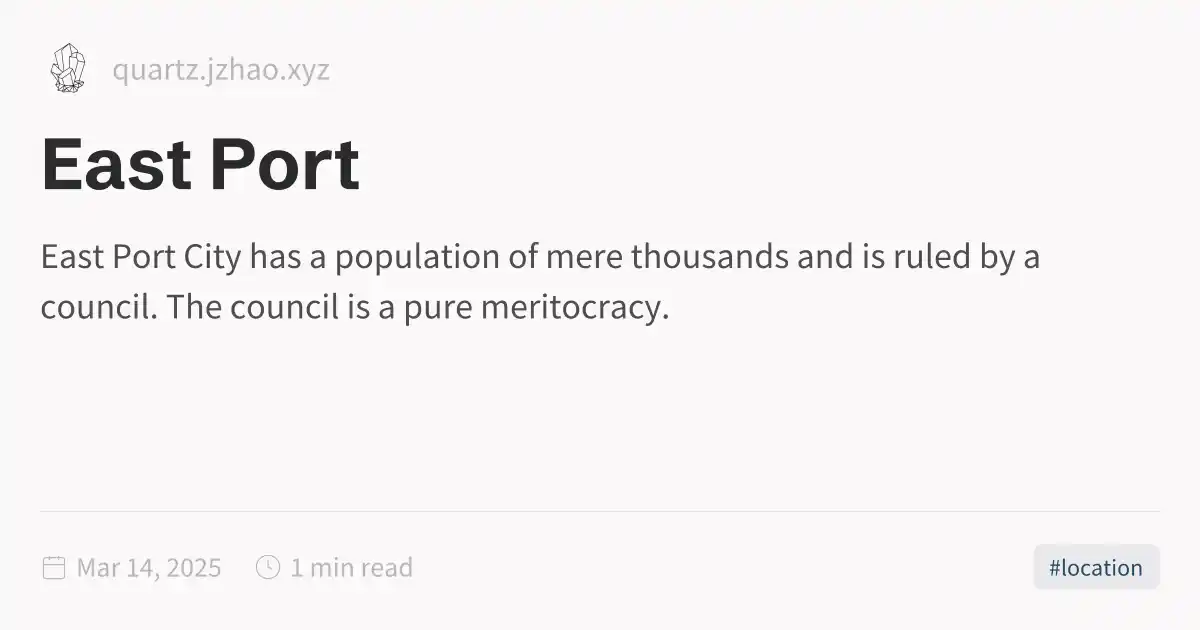 quartz.jzhao.xyz
East Port
East Port City has a population of mere thousands and is ruled by a
council. The council is a pure meritocracy.
Mar 14, 2025 1 min read #location